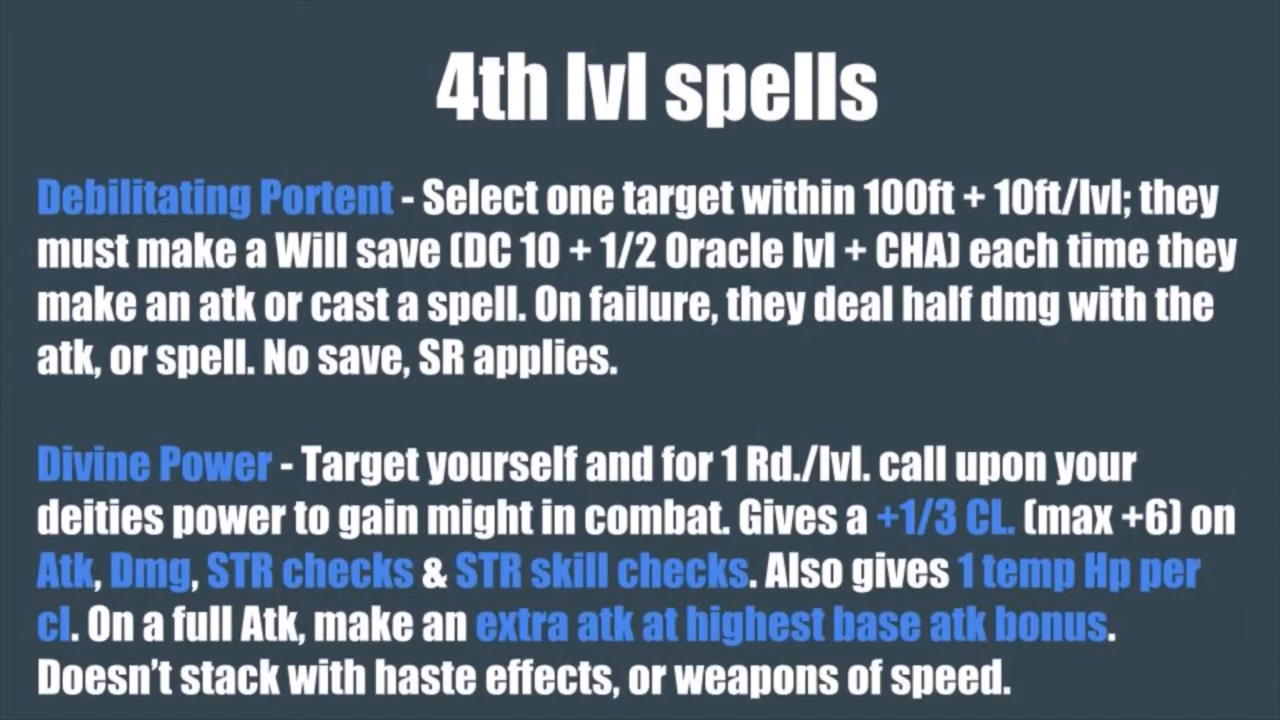 4th lvl spells
Debilitating Portent - Select one target within 100ft + 10ft/lvl; they
must make a Will save (DC 10 + 1/2 Oracle lvl + CHA) each time they
make an atk or cast a spell. On failure, they deal half dmg with the
atk, or spell. No save, SR applies.
Divine Power - Target yourself and for 1 Rd./lvl. call upon your
deities power to gain might in combat. Gives a +1/3 CL. (max +6) on
Atk, Dmg, STR checks & STR skill checks. Also gives 1 temp Hp per
cl. On a full Atk, make an extra atk at highest base atk bonus.
Doesn't stack with haste effects, or weapons of speed.